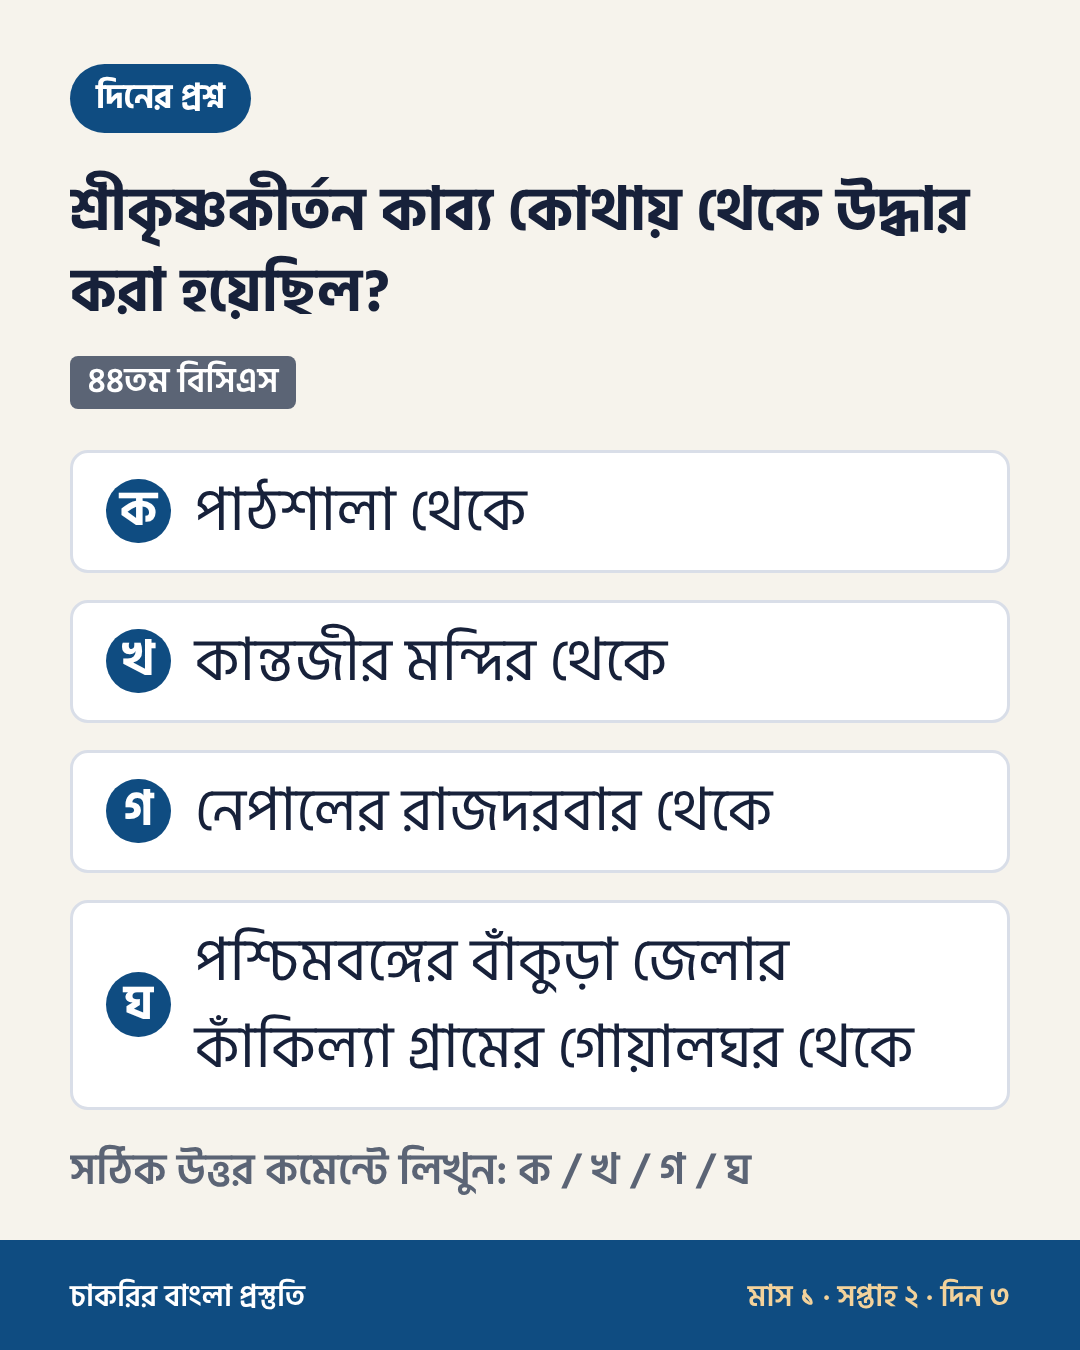 দিনের প্রশ্ন
শ্রীকৃষ্ণকীর্তন কাব্য কোথায় থেকে উদ্ধার
করা হয়েছিল?
৪৪তম বিসিএস
ক পাঠশালা থেকে
খ কান্তজীর মন্দির থেকে
গ নেপালের রাজদরবার থেকে
ঘ পশ্চিমবঙ্গের বাঁকুড়া জেলার
কাঁকিল্যা গ্রামের গোয়ালঘর থেকে
সঠিক উত্তর কমেন্টে লিখুন: ক / খ / গ / ঘ
চাকরির বাংলা প্রস্তুতি
মাস ১ · সপ্তাহ ২ · দিন ৩